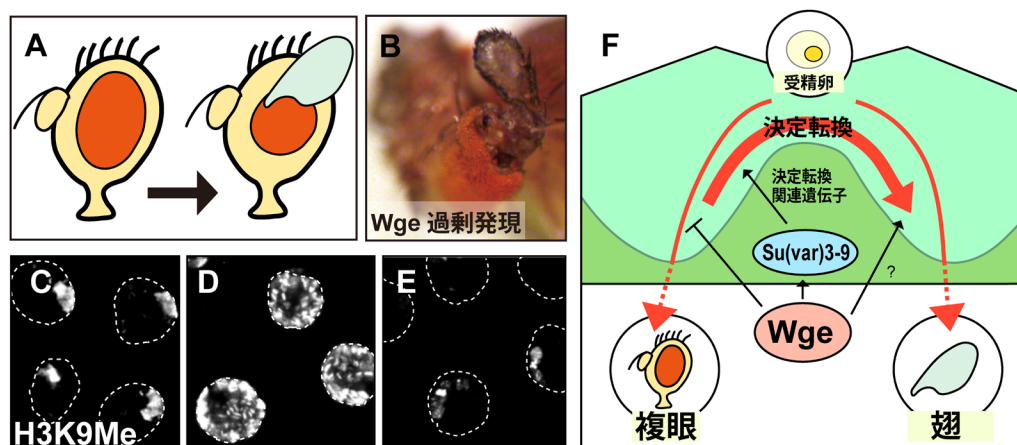 A
B
Wge 過剰発現
C
D
E
H3K9Me
F
受精卵
決定転換
決定転換
関連遺伝子
Su(var)3-9
?
Wge
複眼
翅